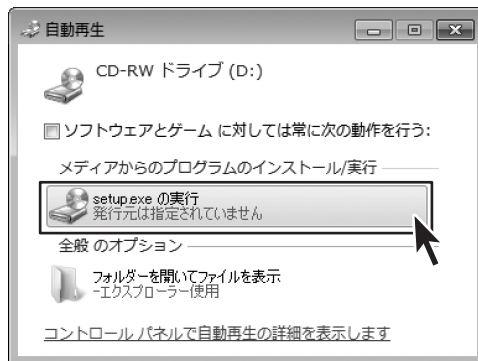 自動再生
CD-RW ドライブ (D:)
ソフトウェアとゲーム に対しては常に次の動作を行う:
メディアからのプログラムのインストール/実行
setup.exe の実行
発行元は指定されていません
全般 のオプション
フォルダーを開いてファイルを表示
-エクスプローラー使用
コントロール パネルで自動再生の詳細を表示します